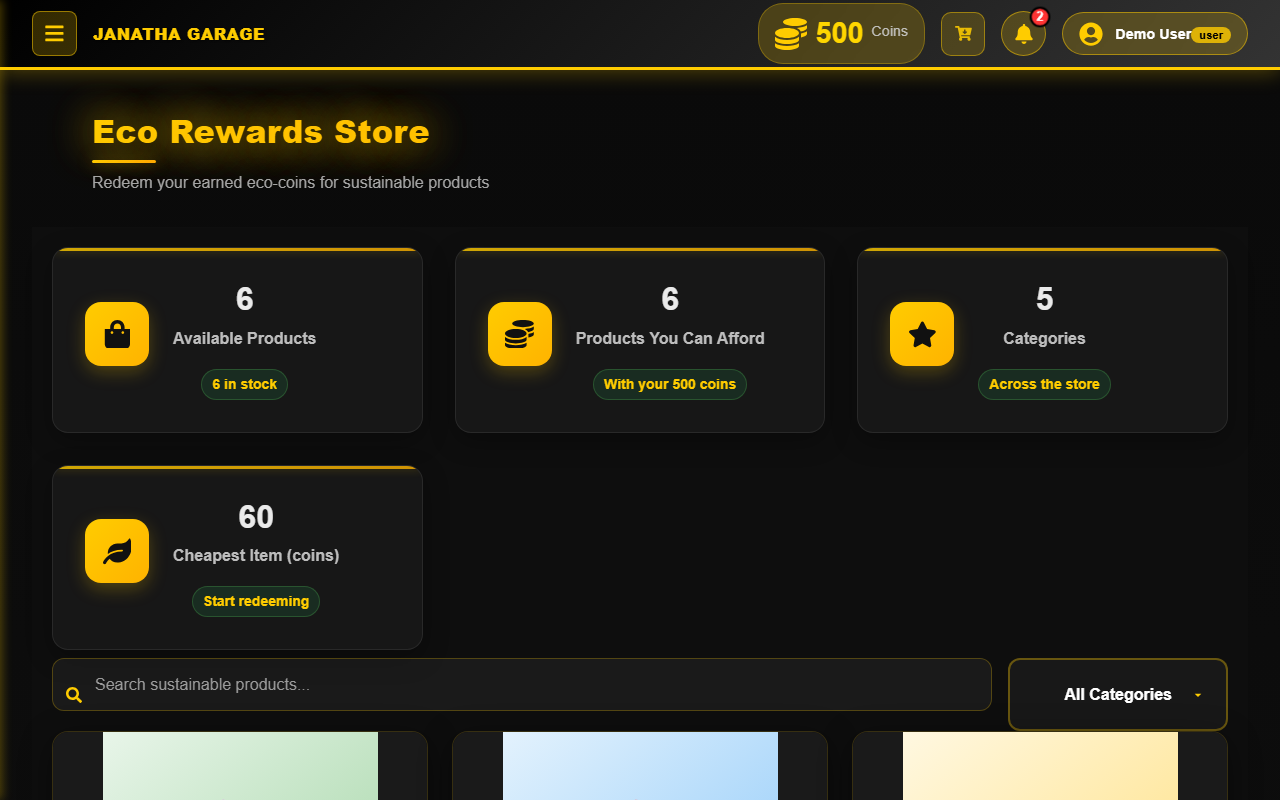 JANATHA GARAGE
500 Coins
2
Demo User user
Eco Rewards Store
Redeem your earned eco-coins for sustainable products
6
Available Products
6 in stock
6
Products You Can Afford
With your 500 coins
5
Categories
Across the store
60
Cheapest Item (coins)
Start redeeming
Search sustainable products...
All Categories